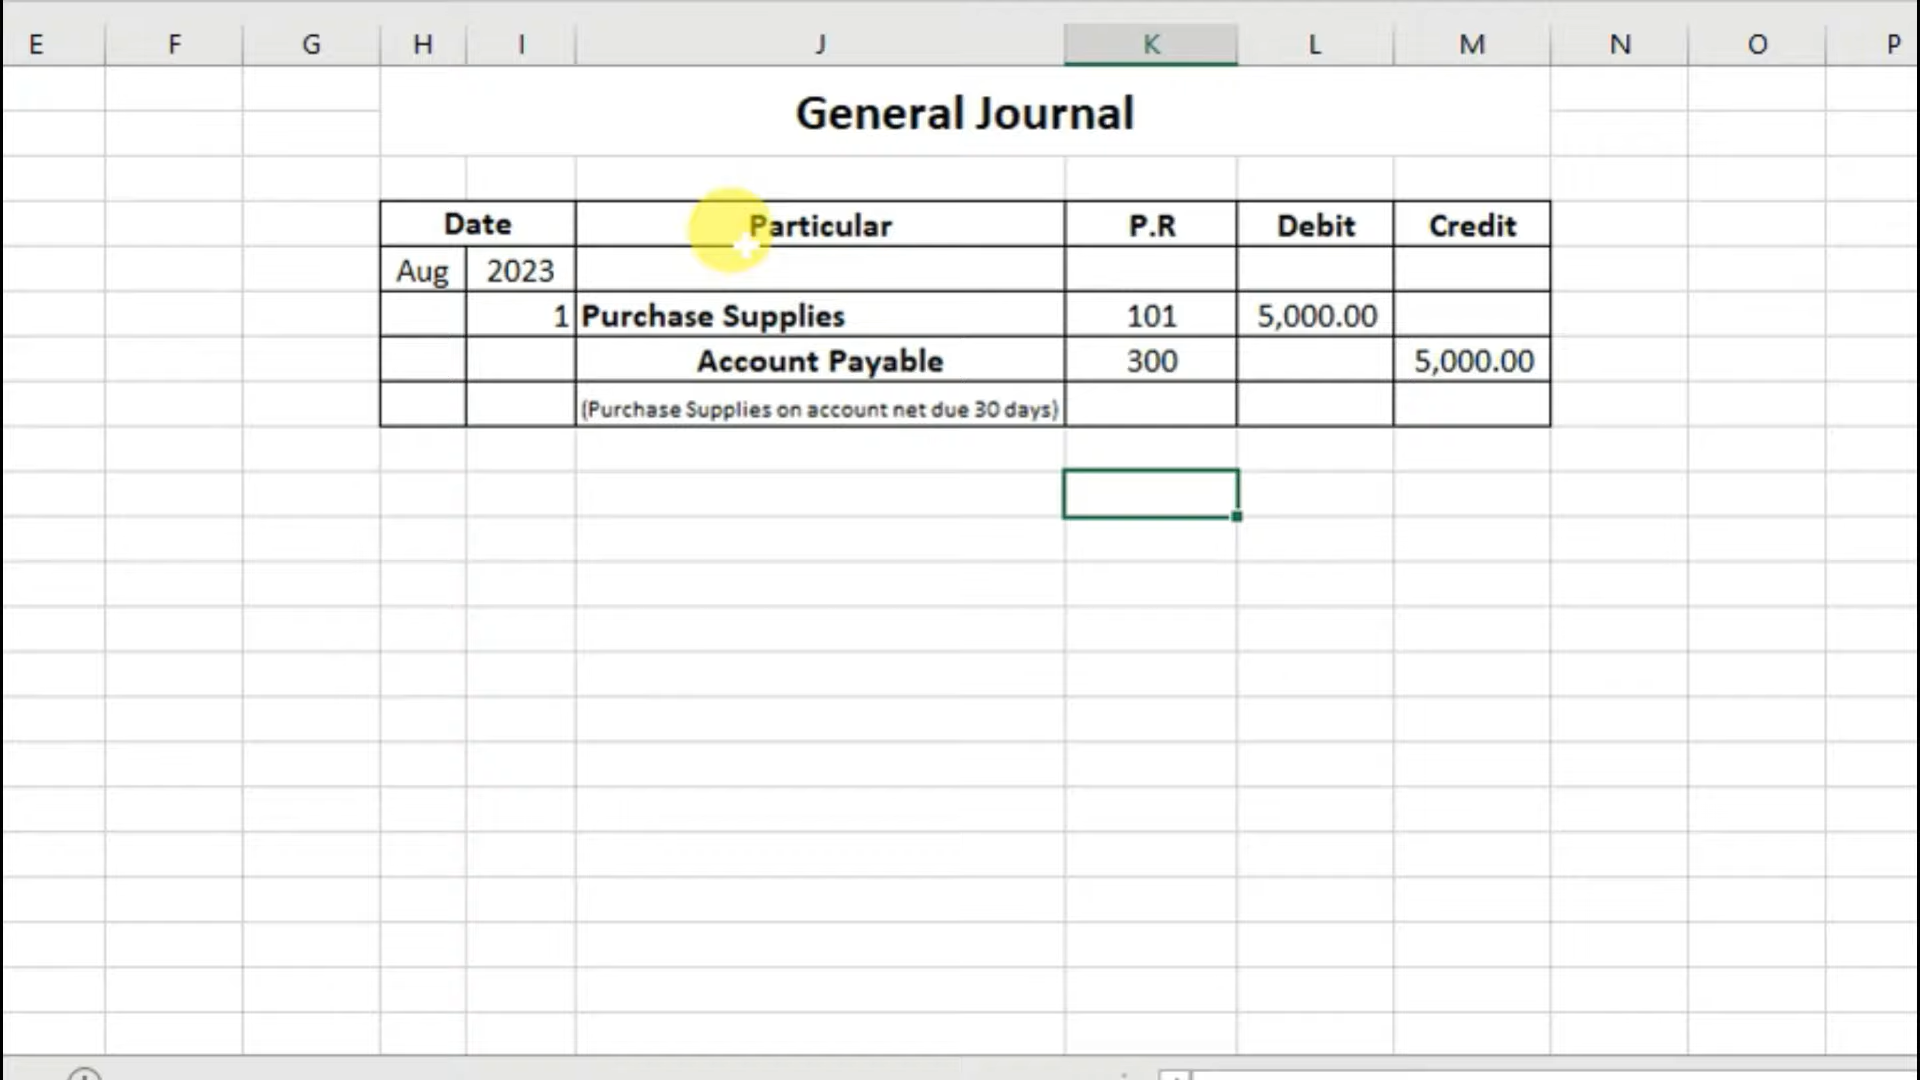 E F G H I J K L M N O P
General Journal
Date Particular P.R Debit Credit
Aug 2023
1 Purchase Supplies 101 5,000.00
Account Payable 300 5,000.00
(Purchase Supplies on account net due 30 days)